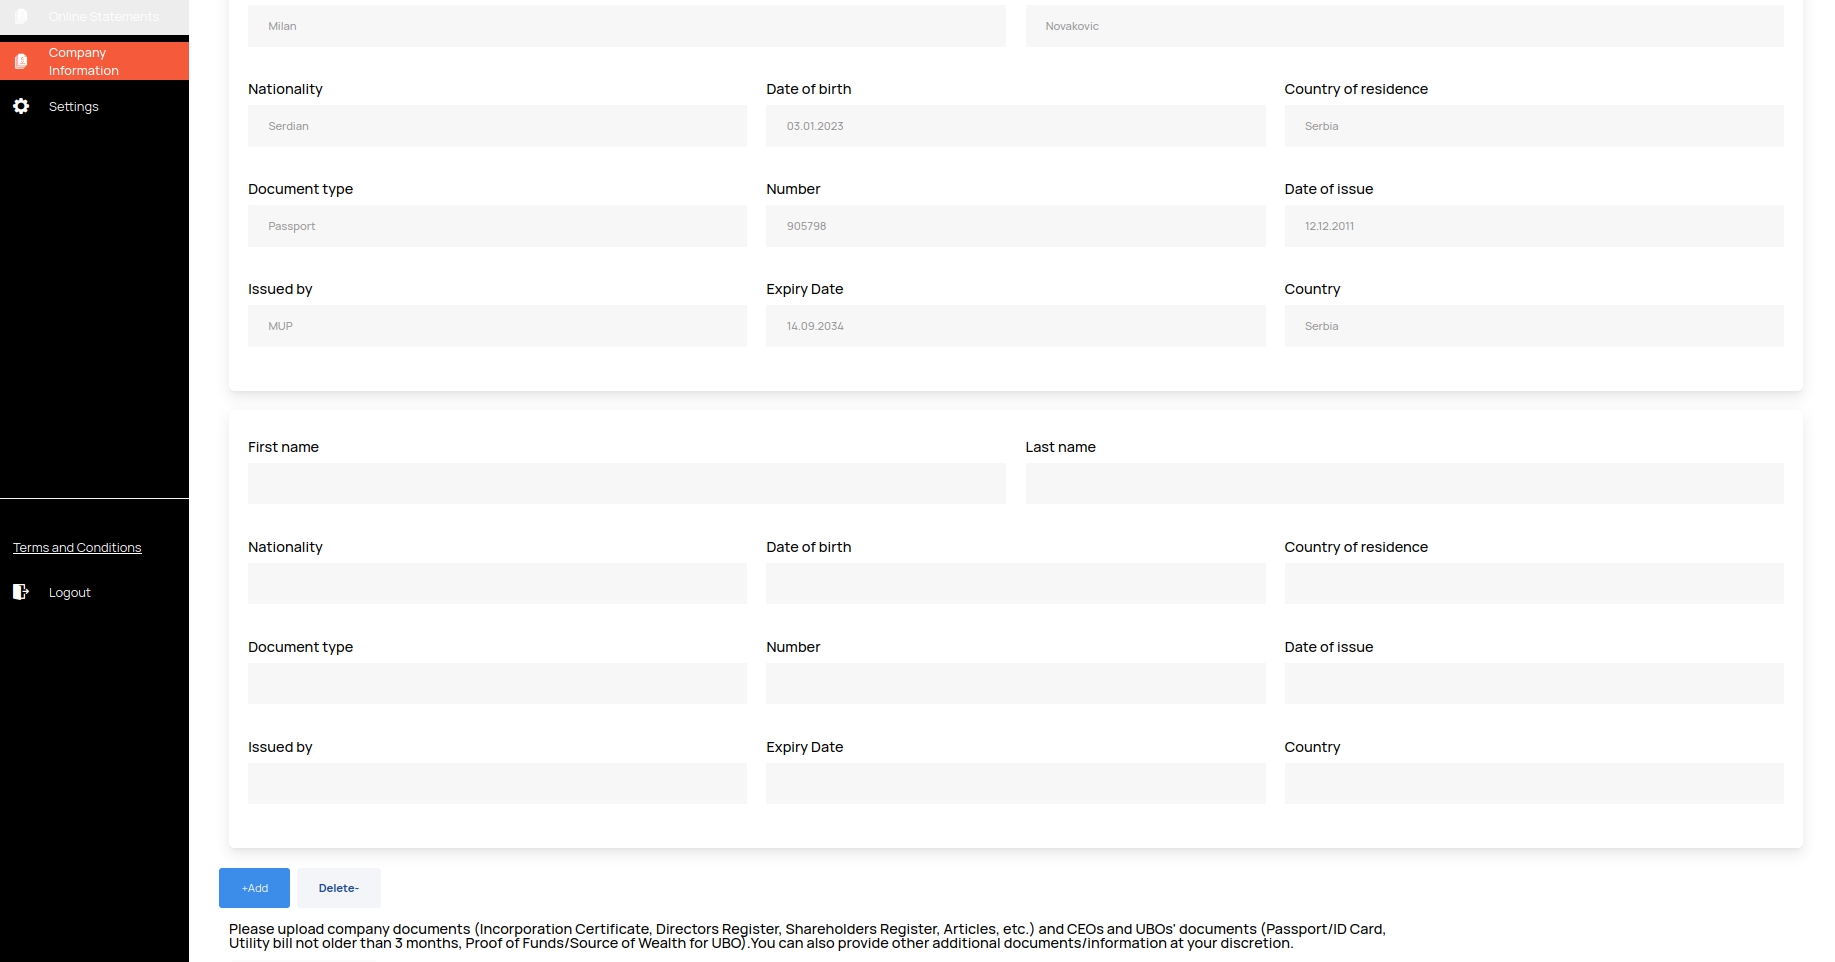 Online Statements
Company
Information
Settings
Terms and Conditions
Logout
Milan
Novakovic
Nationality
Date of birth
Country of residence
Serdian
03.01.2023
Serbia
Document type
Number
Date of issue
Passport
905798
12.12.2011
Issued by
Expiry Date
Country
MUP
14.09.2034
Serbia
First name
Last name
Nationality
Date of birth
Country of residence
Document type
Number
Date of issue
Issued by
Expiry Date
Country
+Add
Delete-
Please upload company documents (Incorporation Certificate, Directors Register, Shareholders Register, Articles, etc.) and CEOs and UBOs' documents (Passport/ID Card,
Utility bill not older than 3 months, Proof of Funds/Source of Wealth for UBO).You can also provide other additional documents/information at your discretion.